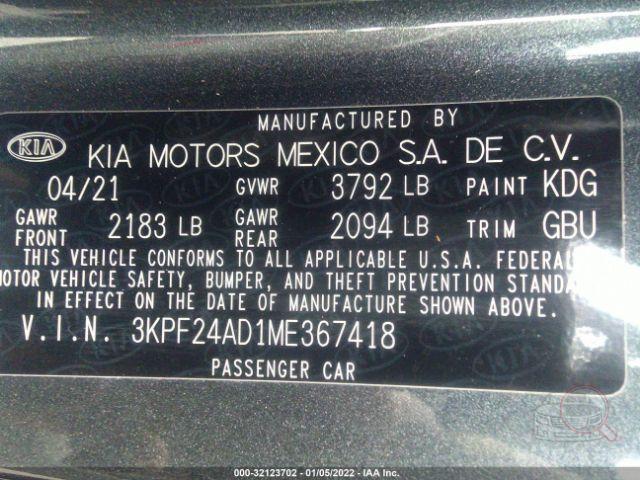 MANUFACTURED BY
KIA KIA MOTORS MEXICO S.A. DE C.V.
04/21 GVWR 3792 LB PAINT KDG
GAWR FRONT 2183 LB GAWR REAR 2094 LB TRIM GBU
THIS VEHICLE CONFORMS TO ALL APPLICABLE U.S.A. FEDERAL
MOTOR VEHICLE SAFETY, BUMPER, AND THEFT PREVENTION STANDA
IN EFFECT ON THE DATE OF MANUFACTURE SHOWN ABOVE.
V.I.N. 3KPF24AD1ME367418
PASSENGER CAR
000-32123702 - 01/05/2022 - IAA Inc.